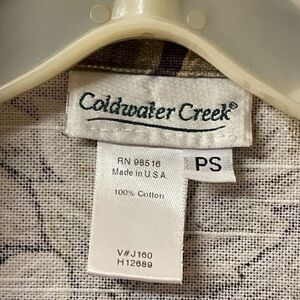 Coldwater Creek®
RN 98516
Made in U.S.A.
100% Cotton
PS
V#J160
H12689